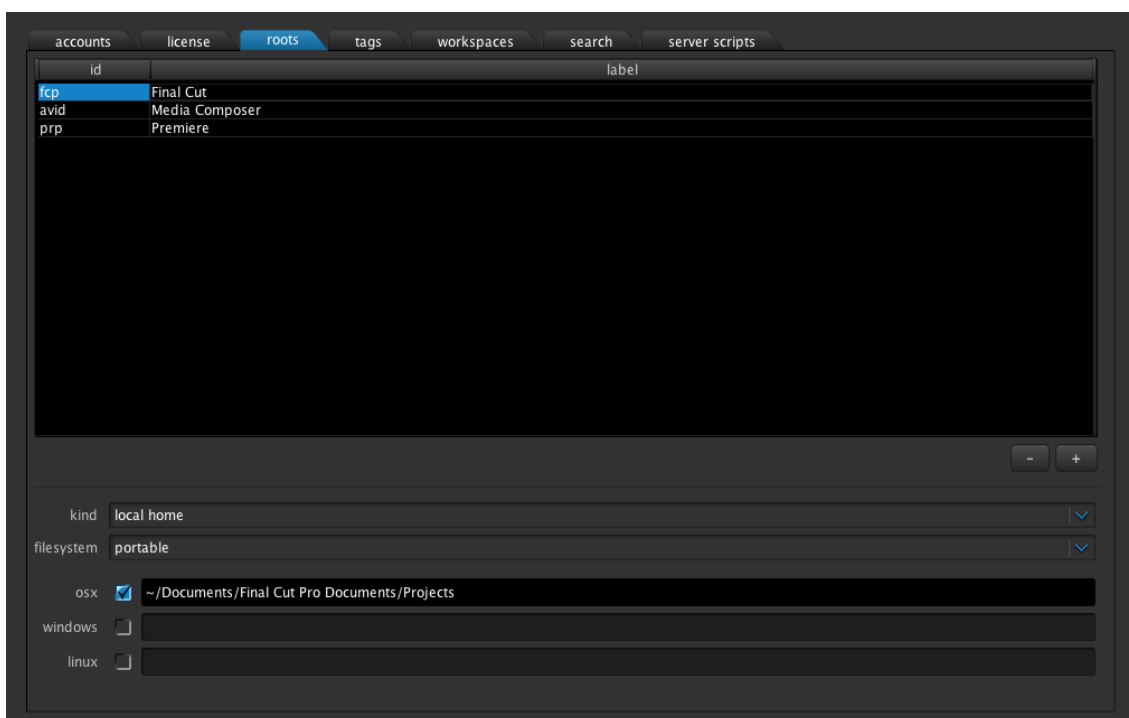 accounts license roots tags workspaces search server scripts
id label
fcp Final Cut
avid Media Composer
prp Premiere
- +
kind local home
filesystem portable
osx ~/Documents/Final Cut Pro Documents/Projects
windows
linux